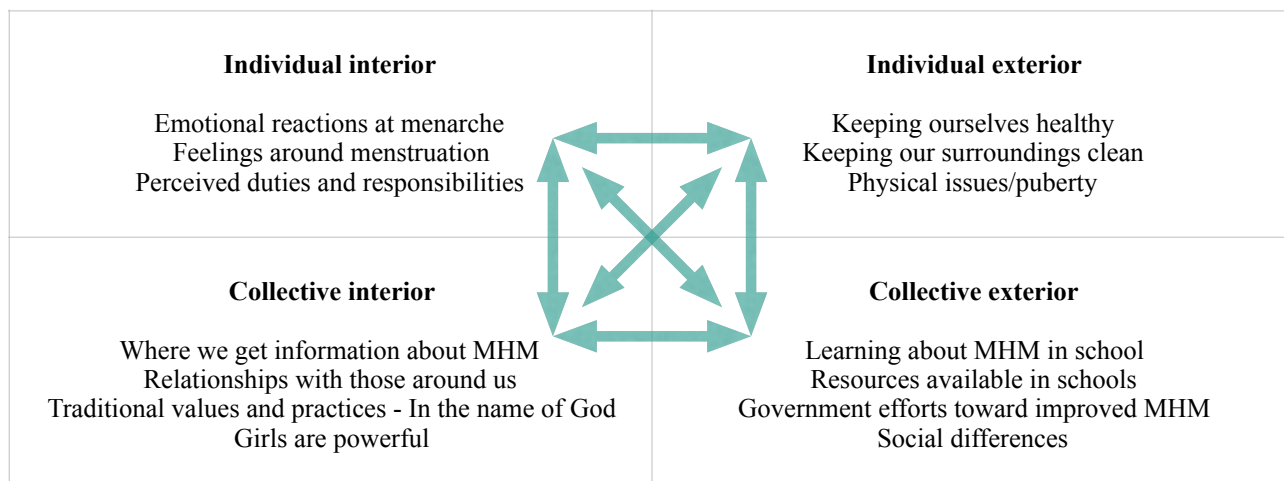 Individual interior
Emotional reactions at menarche
Feelings around menstruation
Perceived duties and responsibilities
Individual exterior
Keeping ourselves healthy
Keeping our surroundings clean
Physical issues/puberty
Collective interior
Where we get information about MHM
Relationships with those around us
Traditional values and practices - In the name of God
Girls are powerful
Collective exterior
Learning about MHM in school
Resources available in schools
Government efforts toward improved MHM
Social differences